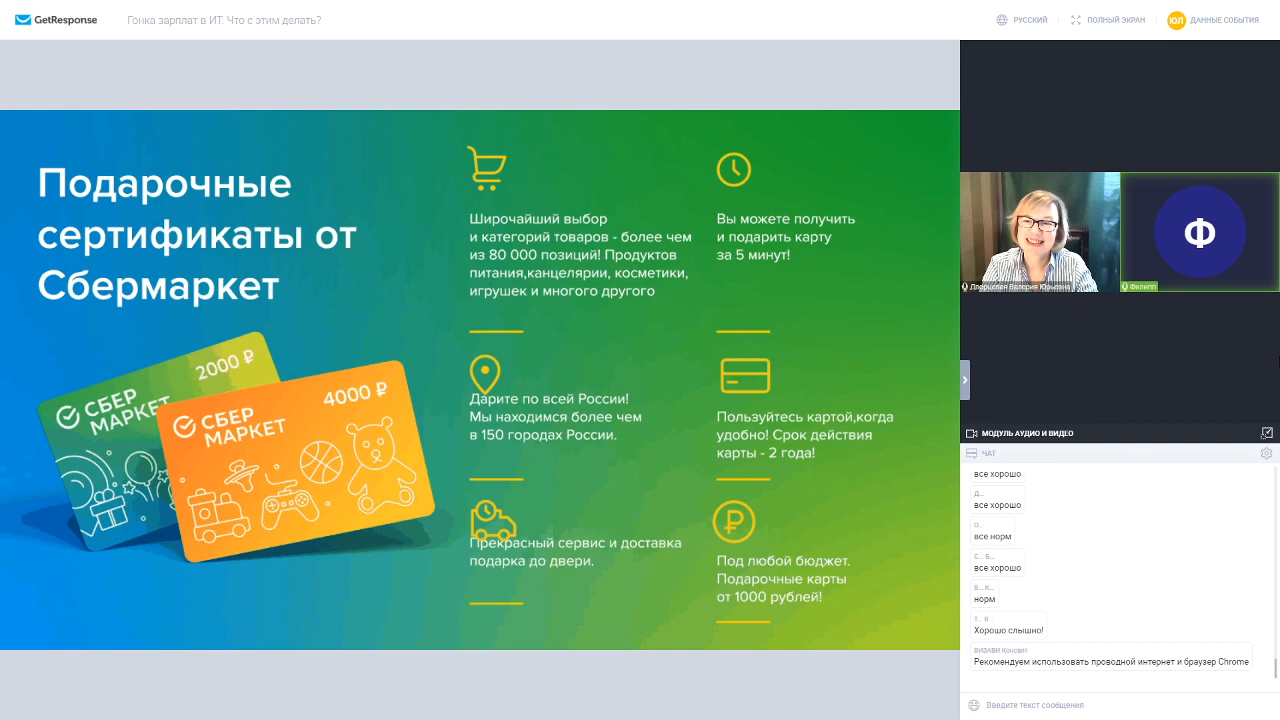 GetResponse
Гонка зарплат в ИТ. Что с этим делать?
РУССКИЙ
ПОЛНЫЙ ЭКРАН
ЮЛ
ДАННЫЕ СОБЫТИЯ
Подарочные
сертификаты от
Сбермаркет
2000 ₽
СБЕР
МАРКЕТ
4000 ₽
СБЕР
МАРКЕТ
Широчайший выбор
и категорий товаров - более чем
из 80 000 позиций! Продуктов
питания,канцелярии, косметики,
игрушек и многого другого
Вы можете получить
и подарить карту
за 5 минут!
Дарите по всей России!
Мы находимся более чем
в 150 городах России.
Пользуйтесь картой,когда
удобно! Срок действия
карты - 2 года!
Прекрасный сервис и доставка
подарка до двери.
Под любой бюджет.
Подарочные карты
от 1000 рублей!
Дворцевая Валерия Юрьевна
Ф
Филипп
МОДУЛЬ АУДИО И ВИДЕО
ЧАТ
все хорошо
Д...
все хорошо
О.
все норм
С... Б...
все хорошо
В... К...
норм
Т... В...
Хорошо слышно!
ВИЗАВИ Консалт
Рекомендуем использовать проводной интернет и браузер Chrome
Введите текст сообщения